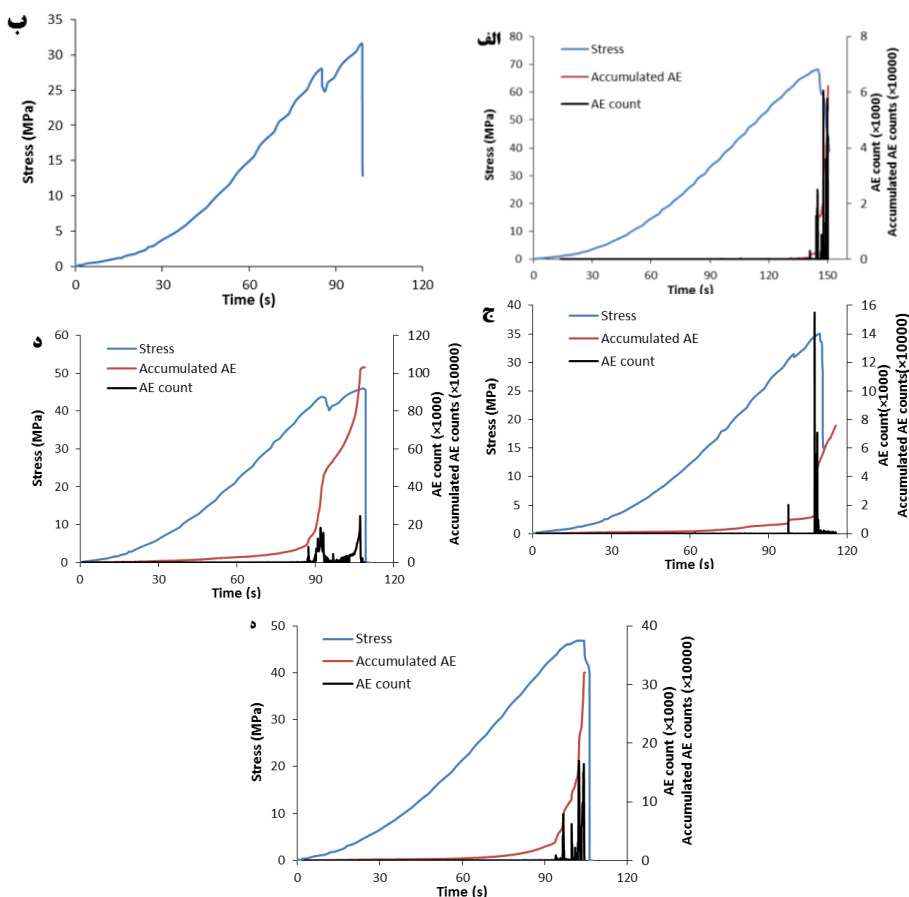 ب
35
30
25
20
15
10
5
0
Stress (MPa)
0 30 60 90 120
Time (s)
الف
80
70
60
50
40
30
20
10
0
Stress (MPa)
Stress
Accumulated AE
AE count
8
6
4
2
0
AE count (×1000)
Accumulated AE counts (×10000)
0 30 60 90 120 150
Time (s)
60
50
40
30
20
10
0
Stress (MPa)
Stress
Accumulated AE
AE count
120
100
80
60
40
20
0
AE count (×1000)
Accumulated AE counts (×10000)
0 30 60 90 120
Time (s)
ج
40
35
30
25
20
15
10
5
0
Stress (MPa)
Stress
Accumulated AE
AE count
16
14
12
10
8
6
4
2
0
AE count(×1000)
Accumulated AE counts(×10000)
0 30 60 90 120
Time (s)
50
40
30
20
10
0
Stress (MPa)
Stress
Accumulated AE
AE count
40
30
20
10
0
AE count (×1000)
Accumulated AE counts (×10000)
0 30 60 90 120
Time (s)